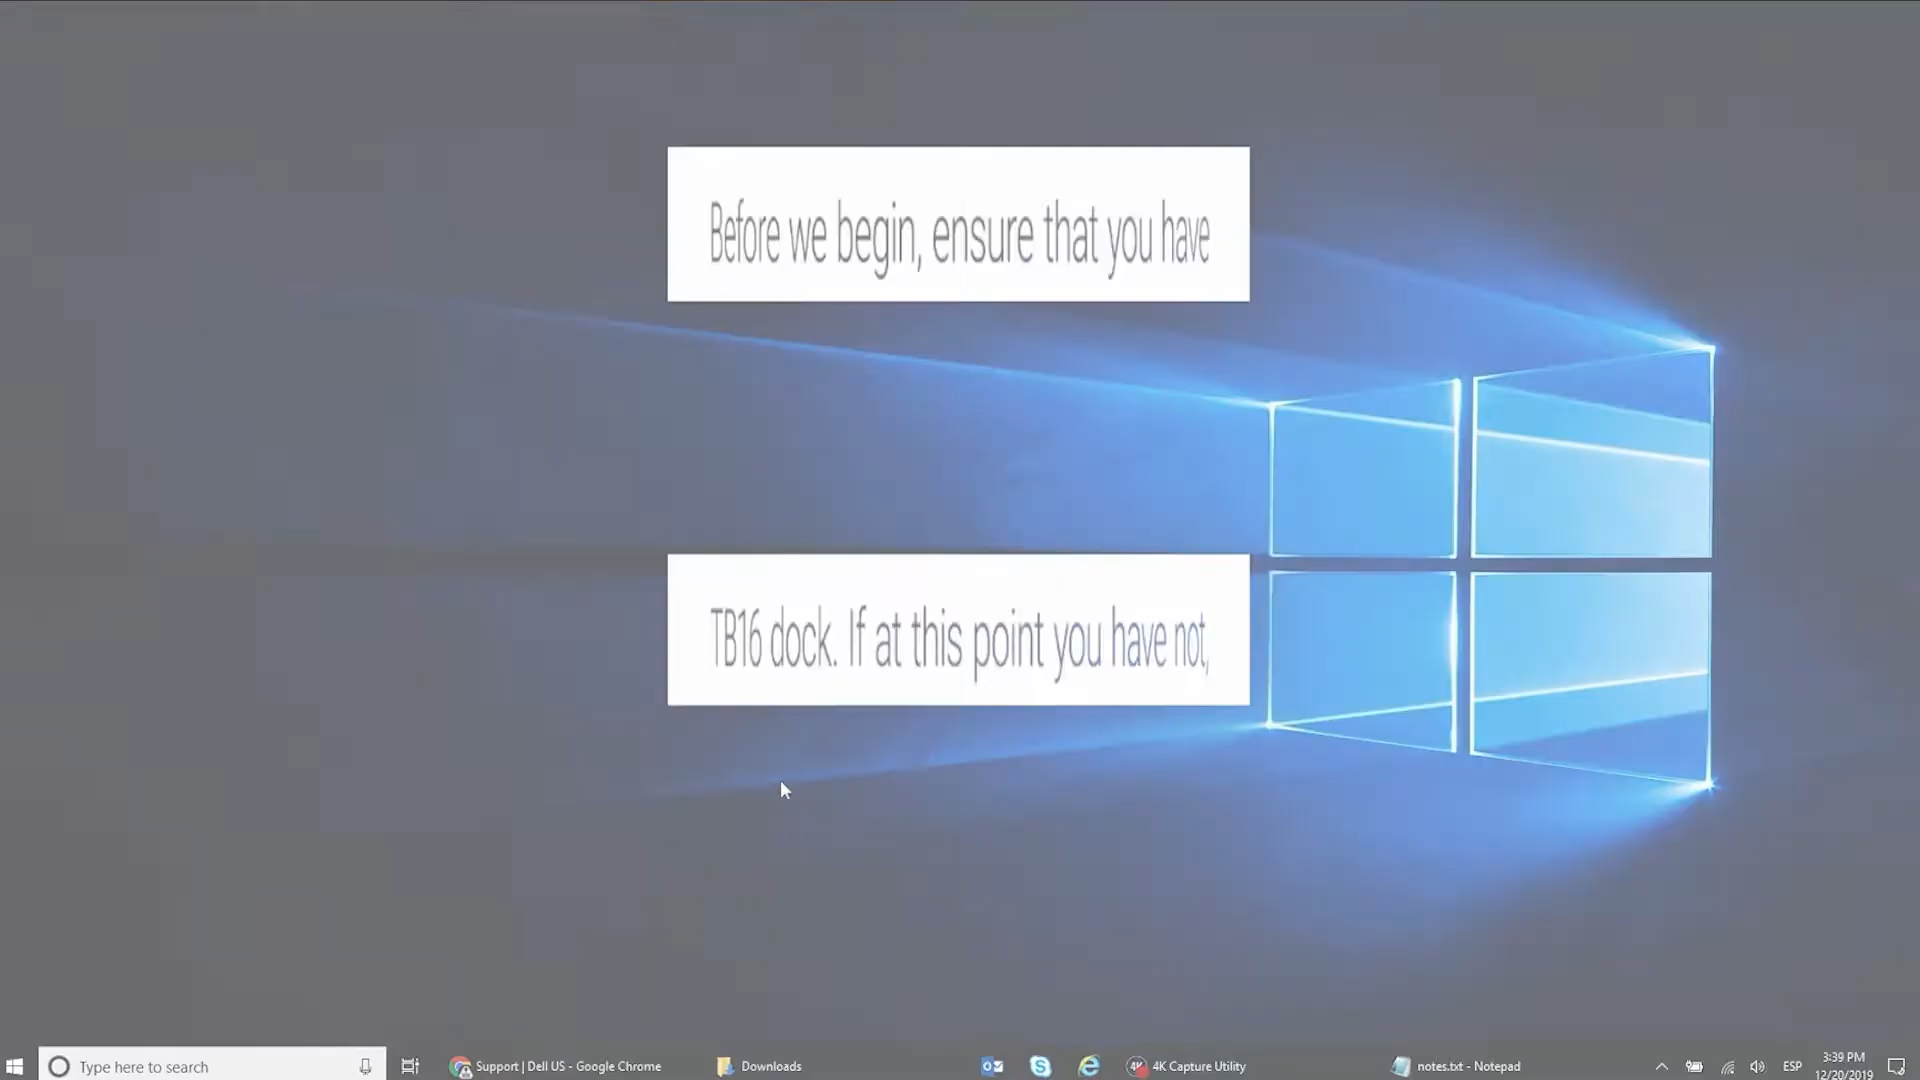 Before we begin, ensure that you have
TB16 dock. If at this point you have not,
Type here to search
Support | Dell US - Google Chrome
Downloads
4K Capture Utility
notes.txt - Notepad
ESP
3:39 PM
12/20/2019